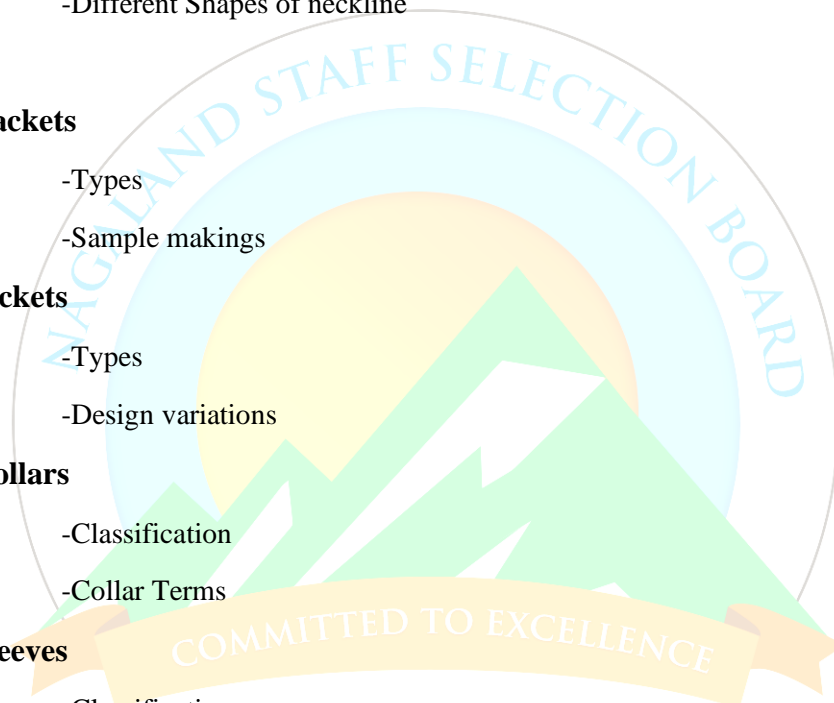 -Different Shapes of neckline
NAGALAND STAFF SELECTION BOARD
ackets
-Types
-Sample makings
ckets
-Types
-Design variations
ollars
-Classification
-Collar Terms
COMMITTED TO EXCELLENCE
eeves